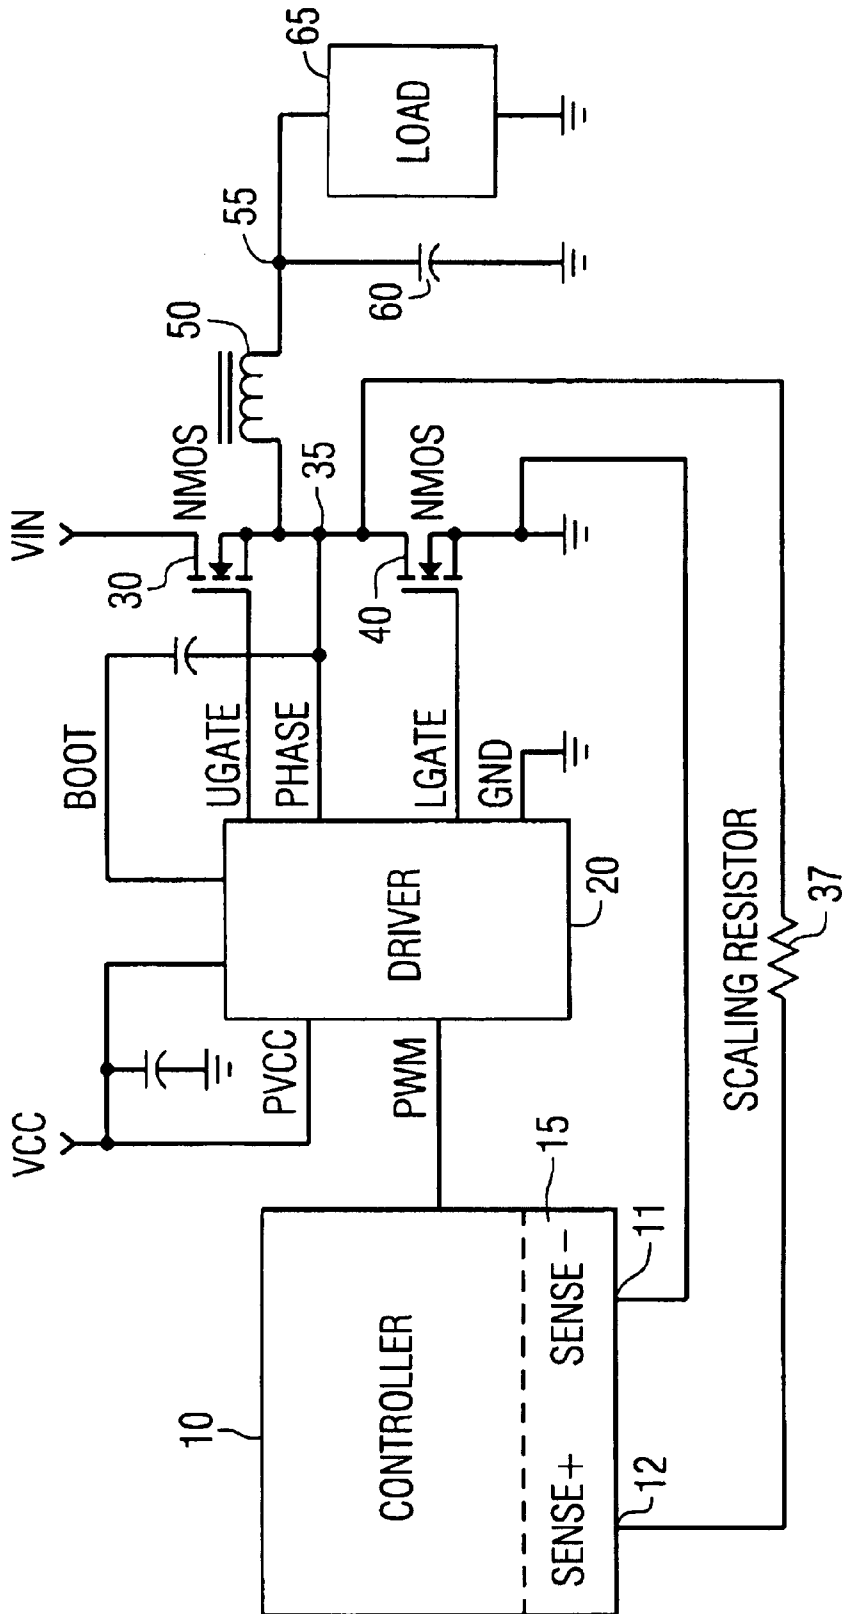 VCC
VIN
BOOT
PVCC
PWM
UGATE
PHASE
LGATE
GND
DRIVER
20
NMOS
30
35
NMOS
40
50
55
60
LOAD
65
10
CONTROLLER
SENSE+
SENSE−
15
12
11
SCALING RESISTOR
37